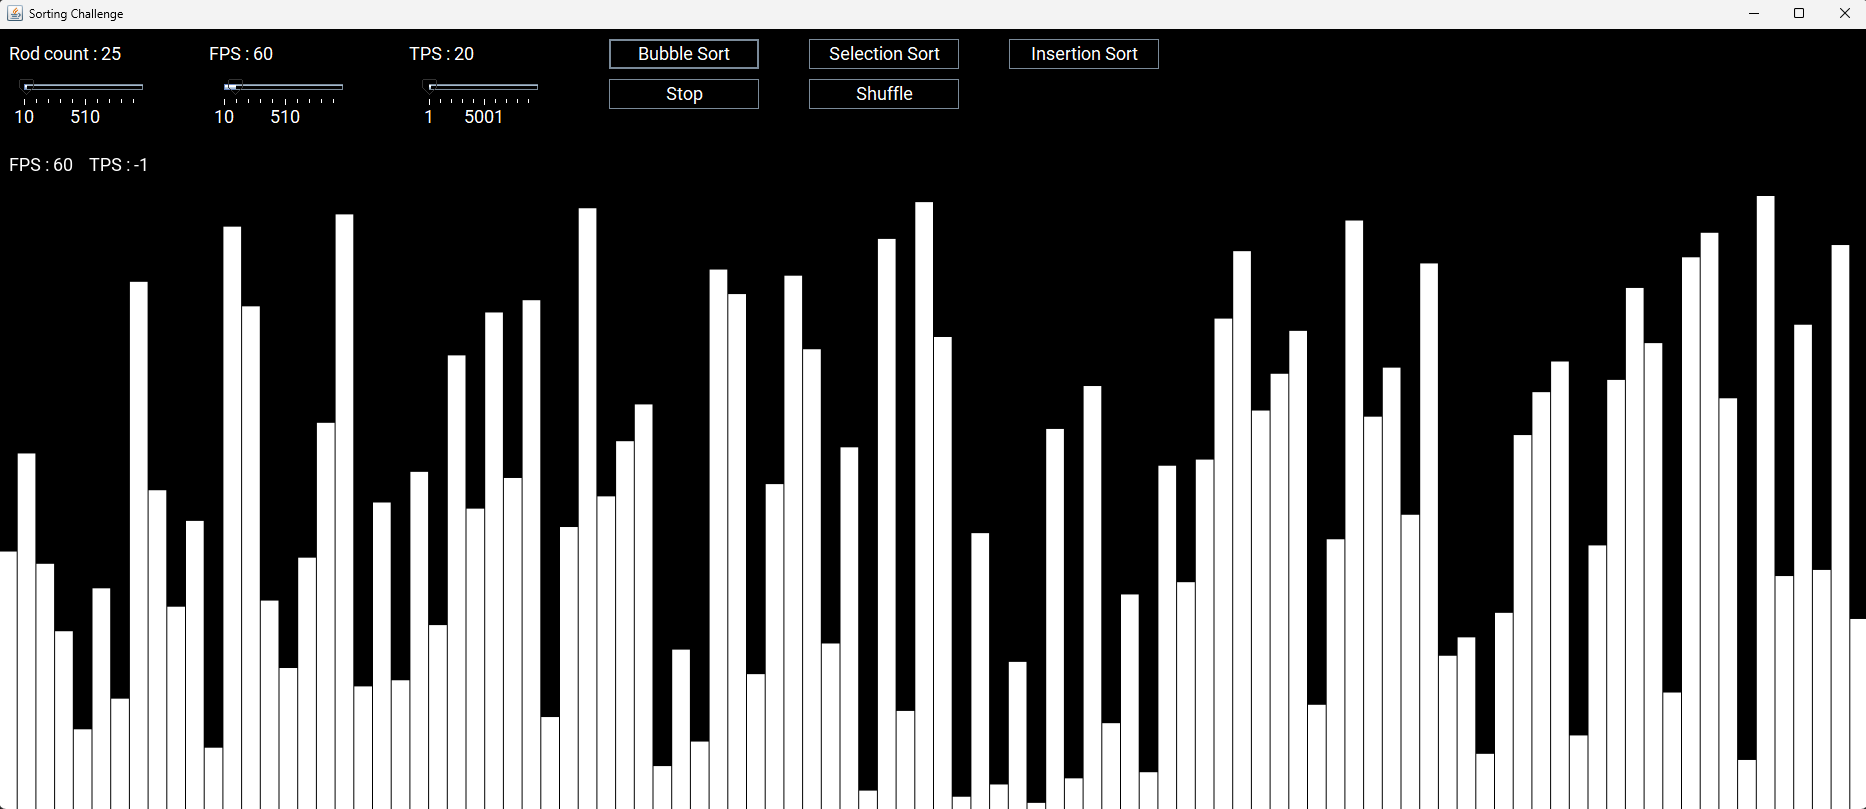 Sorting Challenge
Rod count : 25 FPS : 60 TPS : 20 Bubble Sort Selection Sort Insertion Sort
Stop Shuffle
10 510 10 510 1 5001
FPS : 60 TPS : -1